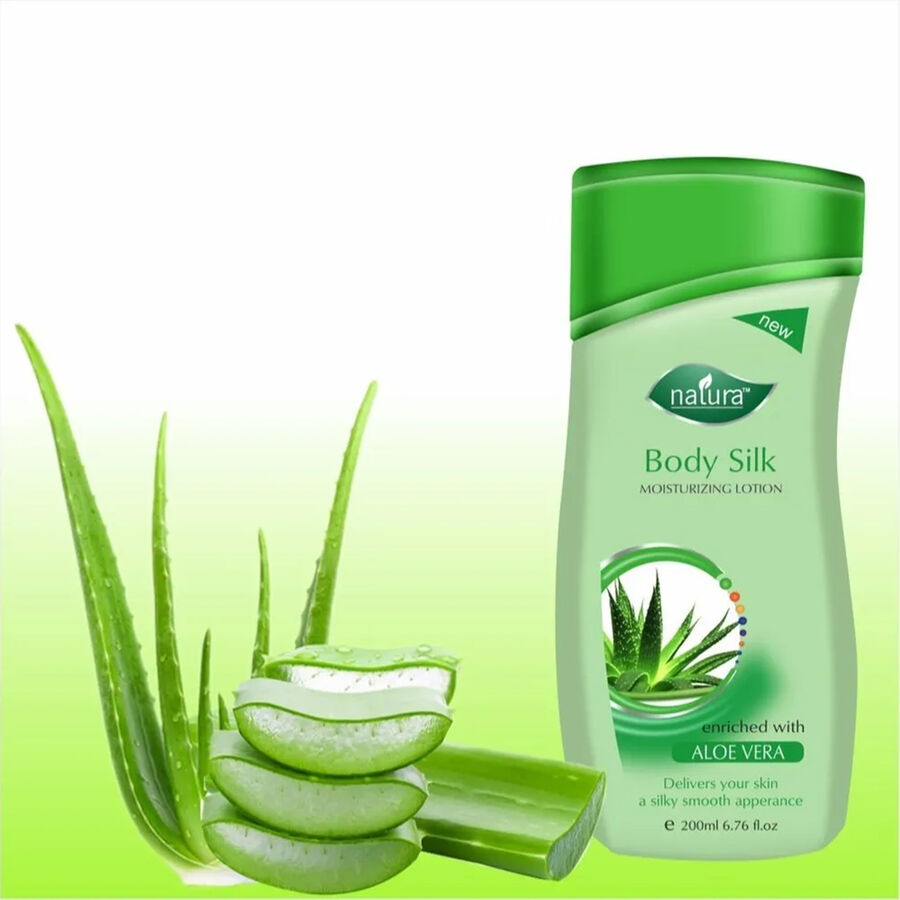 new
natura™
Body Silk
MOISTURIZING LOTION
enriched with
ALOE VERA
Delivers your skin
a silky smooth apperance
e 200ml 6.76 fl.oz